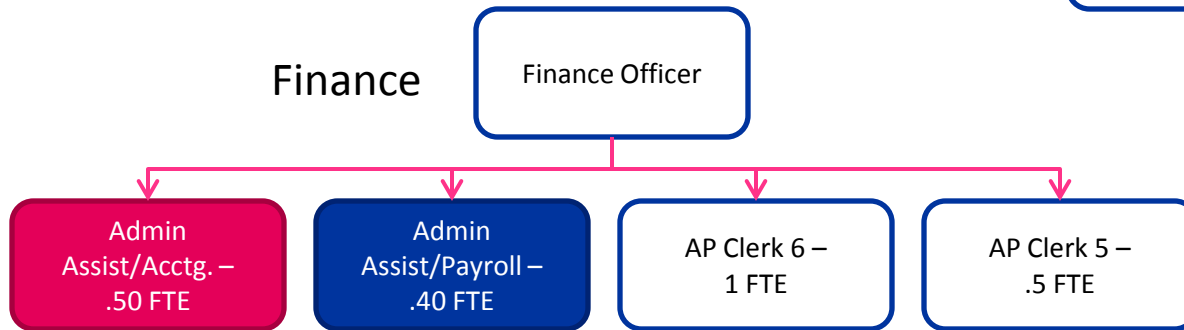 Finance
Finance Officer
Admin
Assist/Acctg. –
.50 FTE
Admin
Assist/Payroll –
.40 FTE
AP Clerk 6 –
1 FTE
AP Clerk 5 –
.5 FTE